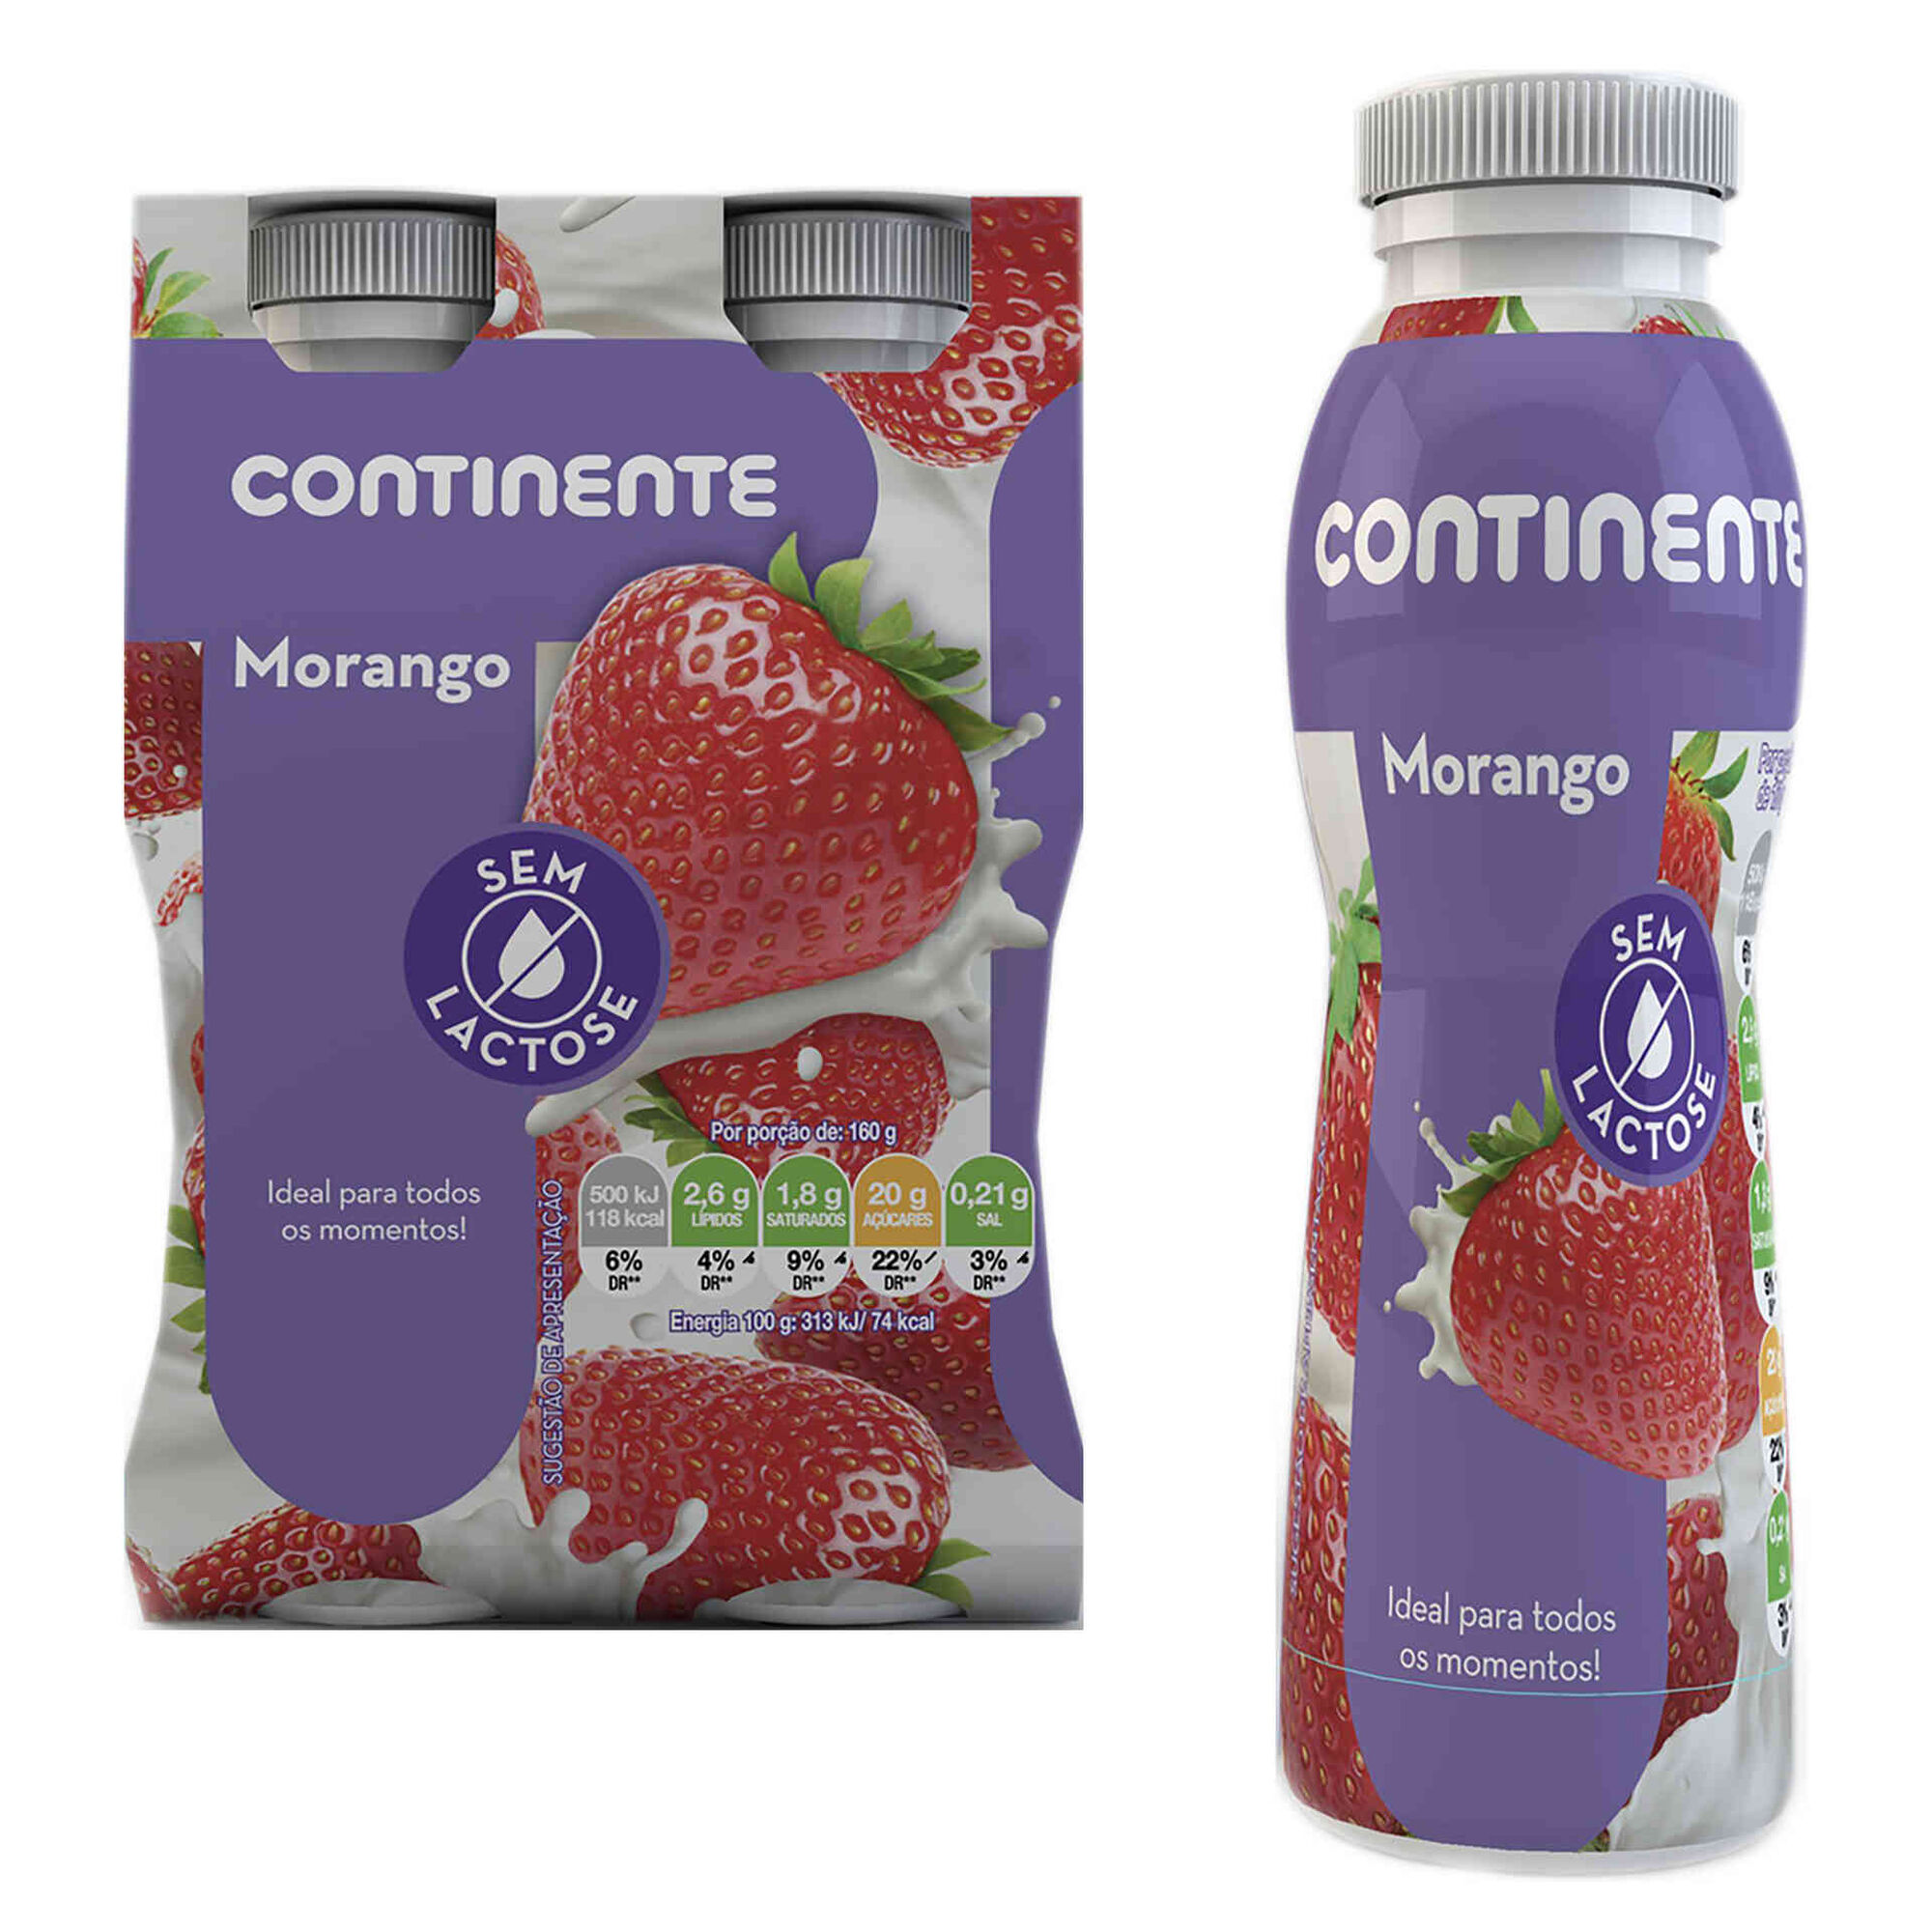 CONTINENTE
Morango
SEM
LACTOSE
Ideal para todos
os momentos!
SUGESTÃO DE APRESENTAÇÃO
Por porção de: 160 g
500 kJ 2,6 g 1,8 g 20 g 0,21 g
118 kcal LÍPIDOS SATURADOS AÇÚCARES SAL
6% 4% 9% 22% 3%
DR** DR** DR** DR** DR**
Energia 100 g: 313 kJ/ 74 kcal
CONTINENTE
Morango
SEM
LACTOSE
Ideal para todos
os momentos!